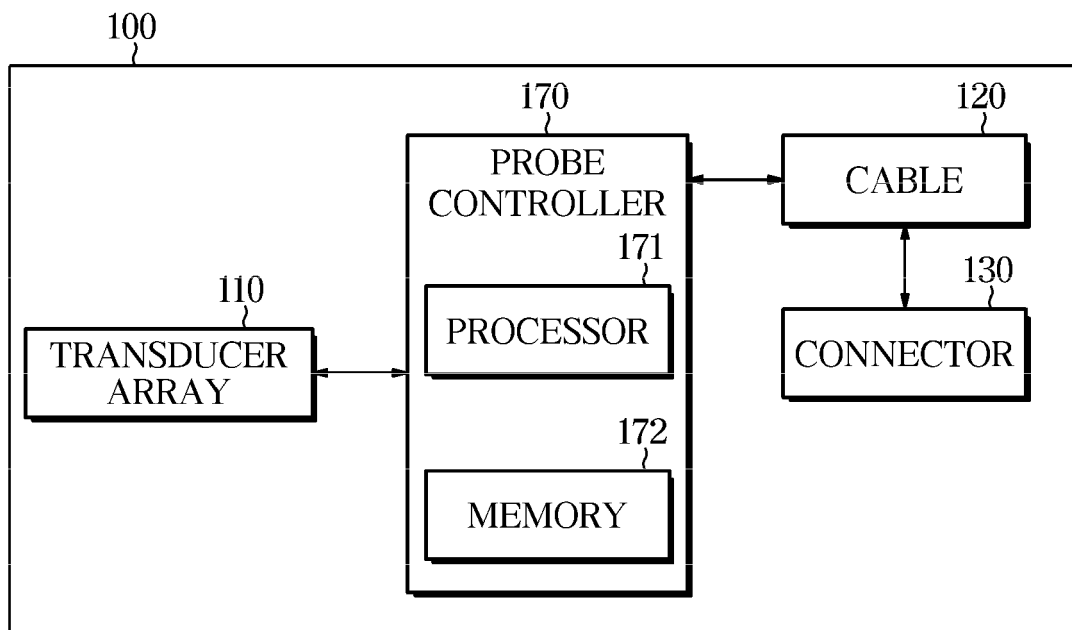 100
170
PROBE
CONTROLLER
120
CABLE
171
PROCESSOR
130
CONNECTOR
110
TRANSDUCER
ARRAY
172
MEMORY